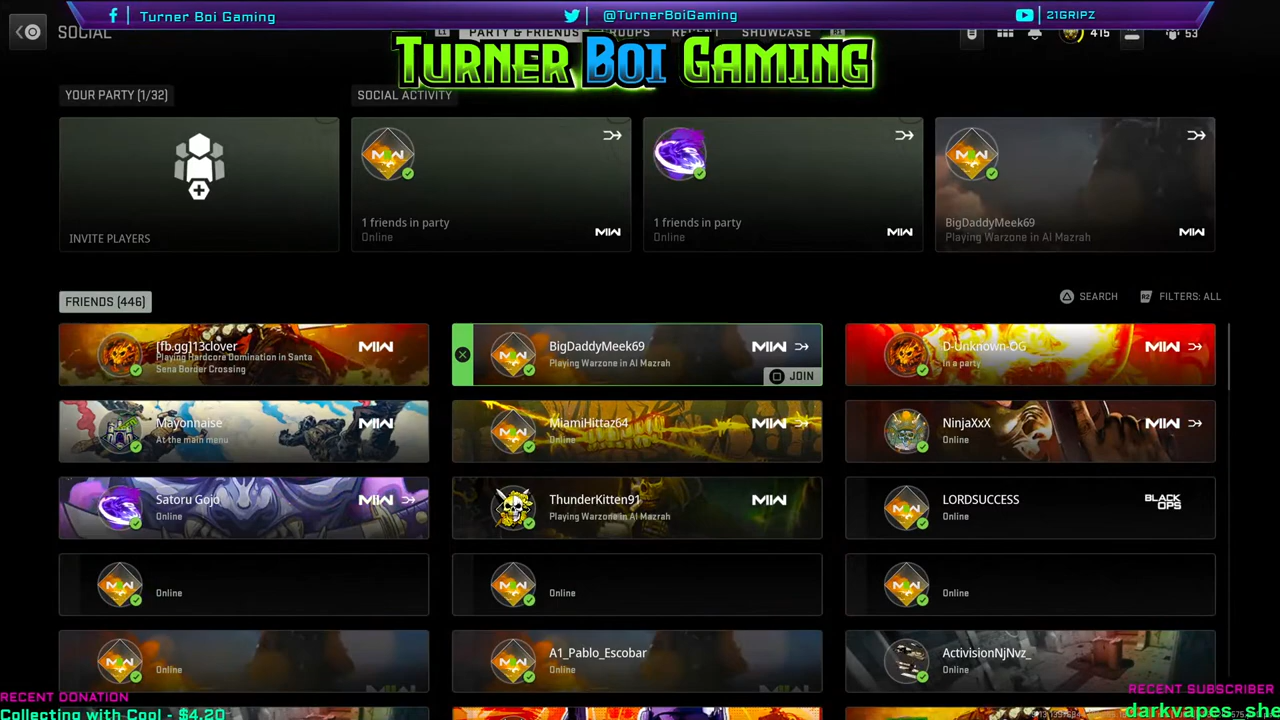 Turner Boi Gaming
@TurnerBoiGaming
21GRIPZ
SOCIAL
PARTY & FRIENDS
RECENT
SHOWCASE
415
53
TURNER BOI GAMING
YOUR PARTY (1/32)
SOCIAL ACTIVITY
INVITE PLAYERS
1 friends in party
Online
MW
1 friends in party
Online
MW
BigDaddyMeek69
Playing Warzone in Al Mazrah
MW
FRIENDS (446)
SEARCH
R2 FILTERS: ALL
[fb.gg]13clover
Playing Hardcore Domination in Santa
Sena Border Crossing
MW
BigDaddyMeek69
Playing Warzone in Al Mazrah
MW
JOIN
D-Unknown-OG
In a party
MW
Mayonnaise
At the main menu
MW
MiamiHittaz64
Online
MW
NinjaXxX
Online
MW
Satoru Gojo
Online
MW
ThunderKitten91
Playing Warzone in Al Mazrah
MW
LORDSUCCESS
Online
BLACK
OPS
Online
Online
Online
Online
A1_Pablo_Escobar
Online
ActivisionNjNvz_
Online
RECENT DONATION
Collecting with Cool - $4.20
RECENT SUBSCRIBER
darkvapes_she